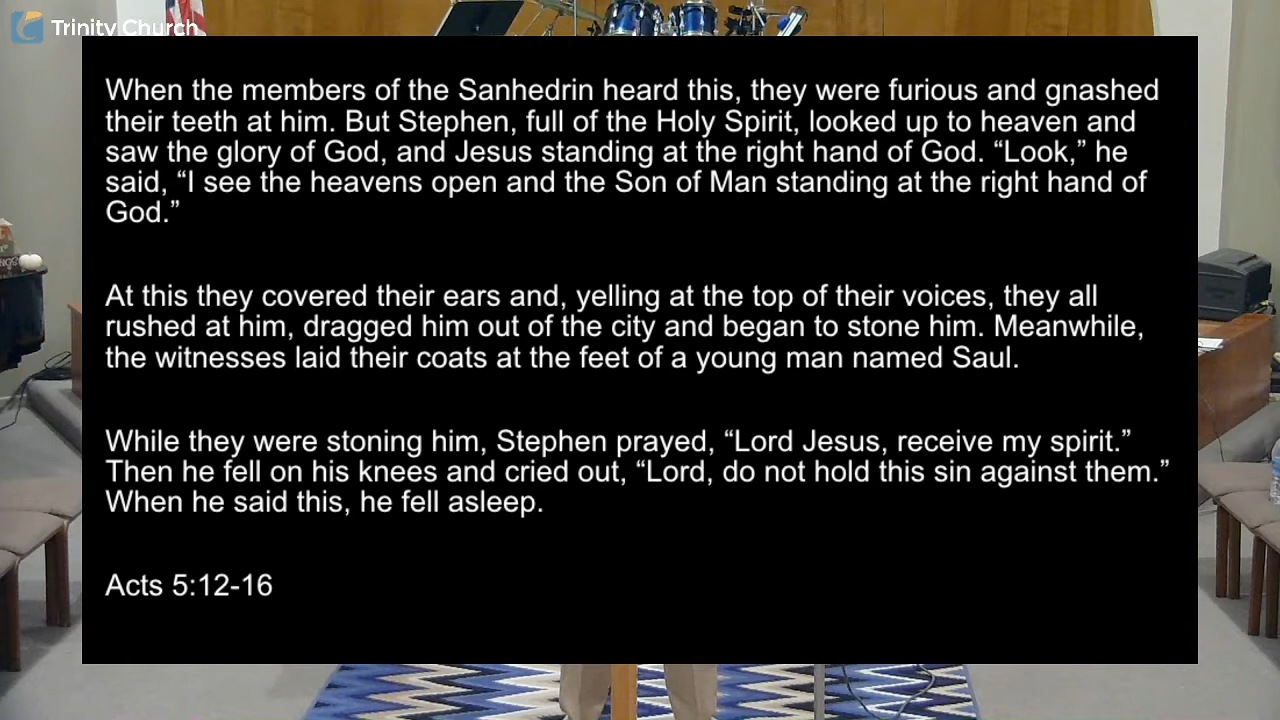 Trinity Church
When the members of the Sanhedrin heard this, they were furious and gnashed
their teeth at him. But Stephen, full of the Holy Spirit, looked up to heaven and
saw the glory of God, and Jesus standing at the right hand of God. “Look,” he
said, “I see the heavens open and the Son of Man standing at the right hand of
God.”
At this they covered their ears and, yelling at the top of their voices, they all
rushed at him, dragged him out of the city and began to stone him. Meanwhile,
the witnesses laid their coats at the feet of a young man named Saul.
While they were stoning him, Stephen prayed, “Lord Jesus, receive my spirit.”
Then he fell on his knees and cried out, “Lord, do not hold this sin against them.”
When he said this, he fell asleep.
Acts 5:12-16